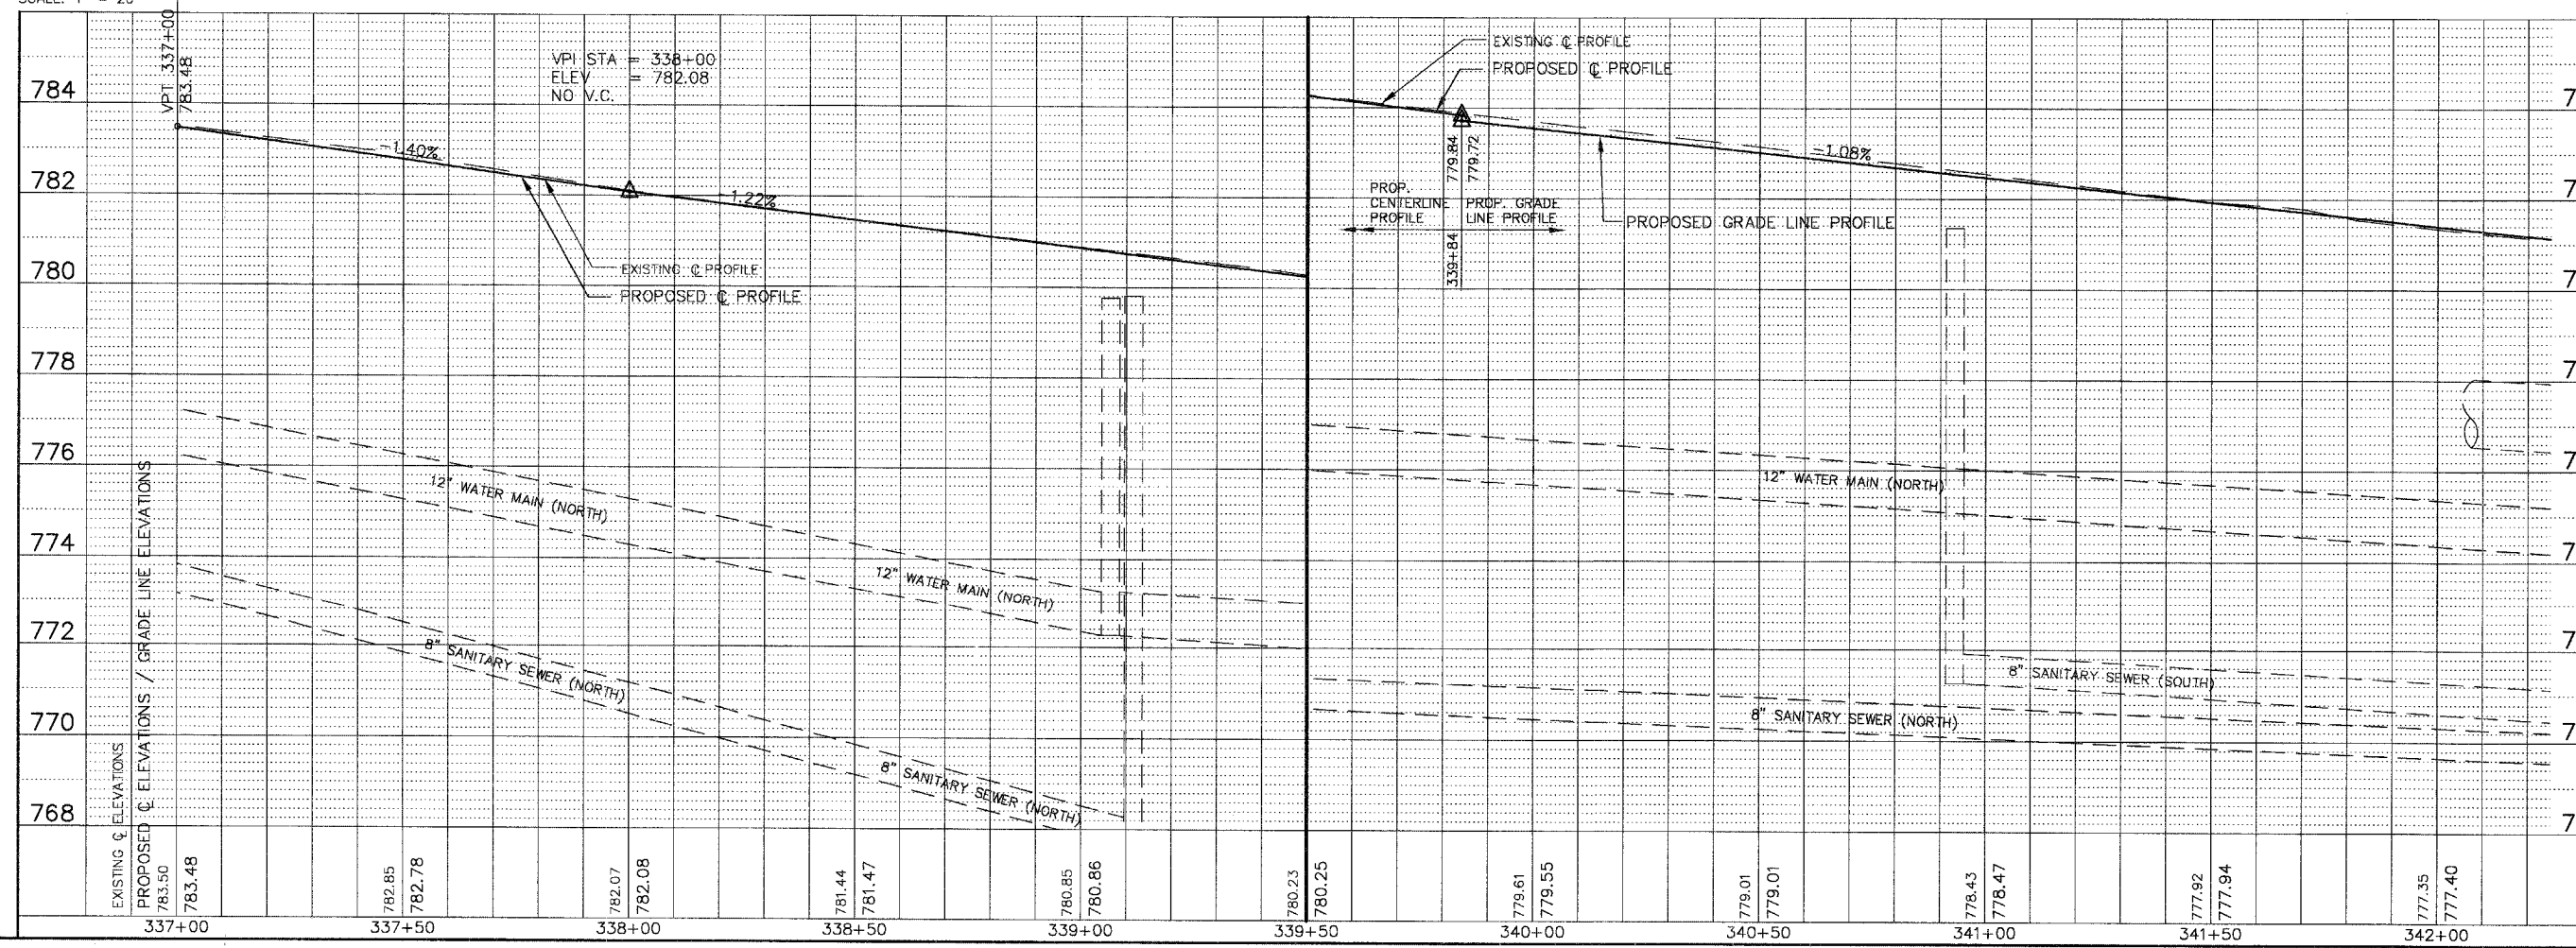 VPT 337+00
783.48
VPI STA = 338+00
ELEV = 782.08
NO V.C.
-1.40%
-1.22%
EXISTING ℄ PROFILE
PROPOSED ℄ PROFILE
EXISTING ℄ PROFILE
PROPOSED ℄ PROFILE
779.84
779.72
339+84
PROP. CENTERLINE PROFILE
PROP. GRADE LINE PROFILE
PROPOSED GRADE LINE PROFILE
-1.08%
784
782
780
778
776
774
772
770
768
12" WATER MAIN (NORTH)
12" WATER MAIN (NORTH)
8" SANITARY SEWER (NORTH)
8" SANITARY SEWER (NORTH)
12" WATER MAIN (NORTH)
8" SANITARY SEWER (SOUTH)
8" SANITARY SEWER (NORTH)
EXISTING ℄ ELEVATIONS
PROPOSED ℄ ELEVATIONS / GRADE LINE ELEVATIONS
783.50
783.48
782.85
782.78
782.07
782.08
781.44
781.47
780.85
780.86
780.23
780.25
779.61
779.55
779.01
779.01
778.43
778.47
777.92
777.94
777.35
777.40
337+00
337+50
338+00
338+50
339+00
339+50
340+00
340+50
341+00
341+50
342+00